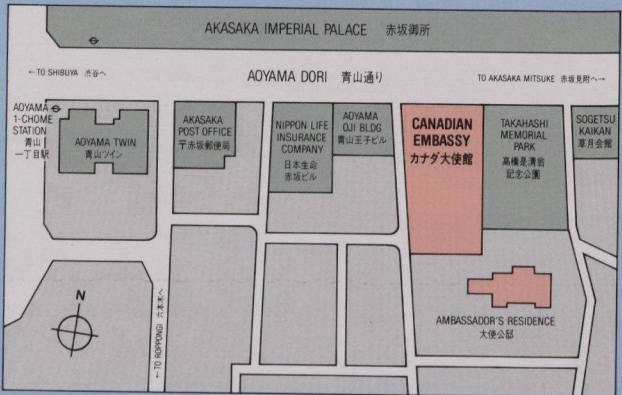 AKASAKA IMPERIAL PALACE 赤坂御所
←TO SHIBUYA 渋谷へ
AOYAMA DORI 青山通り
TO AKASAKA MITSUKE 赤坂見附へ→
AOYAMA
1-CHOME
STATION
青山
一丁目駅
AOYAMA TWIN
青山ツイン
AKASAKA
POST OFFICE
〒赤坂郵便局
NIPPON LIFE
INSURANCE
COMPANY
日本生命
赤坂ビル
AOYAMA
OJI BLDG
青山王子ビル
CANADIAN
EMBASSY
カナダ大使館
TAKAHASHI
MEMORIAL
PARK
高橋是清翁
記念公園
SOGETSU
KAIKAN
草月会館
N
←TO ROPPONGI 六本木へ
AMBASSADOR'S RESIDENCE
大使公邸